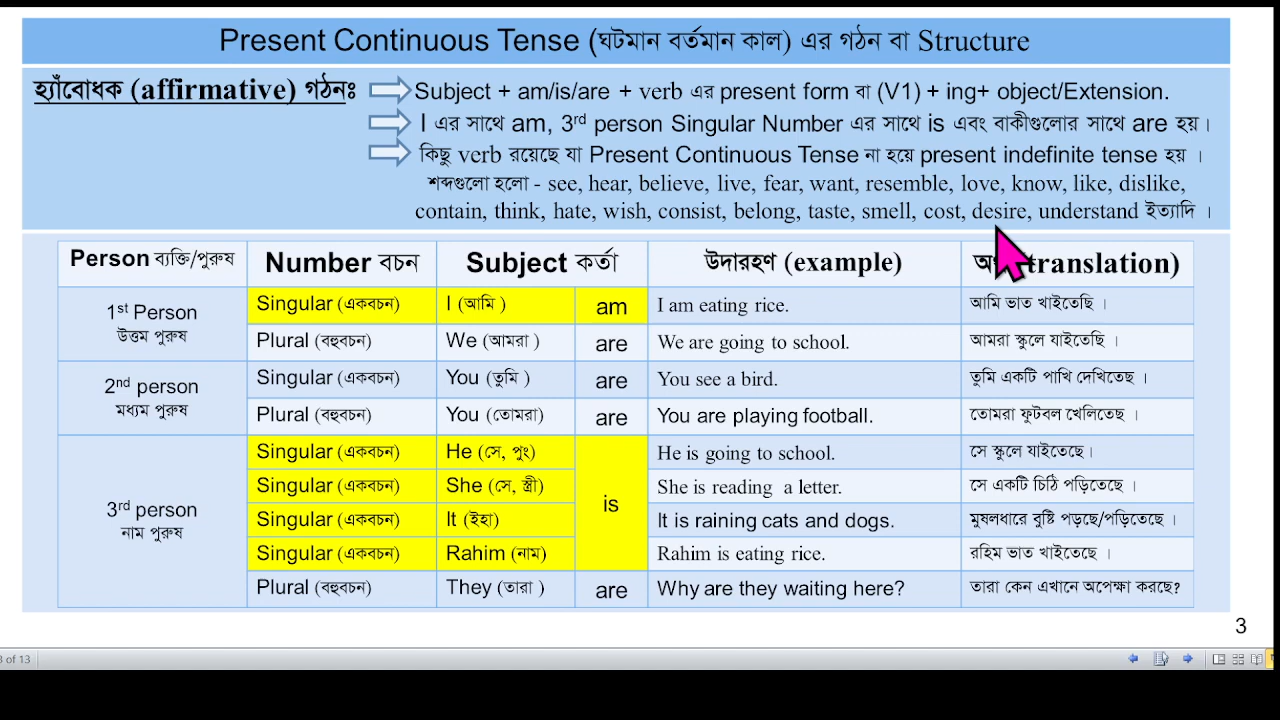 Present Continuous Tense (ঘটমান বর্তমান কাল) এর গঠন বা Structure
হ্যাঁবোধক (affirmative) গঠনঃ
Subject + am/is/are + verb এর present form বা (V1) + ing+ object/Extension.
I এর সাথে am, 3rd person Singular Number এর সাথে is এবং বাকীগুলোর সাথে are হয়।
কিছু verb রয়েছে যা Present Continuous Tense না হয়ে present indefinite tense হয় ।
শব্দগুলো হলো - see, hear, believe, live, fear, want, resemble, love, know, like, dislike,
contain, think, hate, wish, consist, belong, taste, smell, cost, desire, understand ইত্যাদি ।
Person ব্যক্তি/পুরুষ Number বচন Subject কর্তা উদাহরণ (example) translation)
1st Person
উত্তম পুরুষ
Singular (একবচন) I (আমি ) am I am eating rice. আমি ভাত খাইতেছি ।
Plural (বহুবচন) We (আমরা ) are We are going to school. আমরা স্কুলে যাইতেছি ।
2nd person
মধ্যম পুরুষ
Singular (একবচন) You (তুমি ) are You see a bird. তুমি একটি পাখি দেখিতেছ ।
Plural (বহুবচন) You (তোমরা) are You are playing football. তোমরা ফুটবল খেলিতেছ ।
3rd person
নাম পুরুষ
Singular (একবচন) He (সে, পুং) is He is going to school. সে স্কুলে যাইতেছে।
Singular (একবচন) She (সে, স্ত্রী) She is reading a letter. সে একটি চিঠি পড়িতেছে ।
Singular (একবচন) It (ইহা) It is raining cats and dogs. মুষলধারে বৃষ্টি পড়ছে/পড়িতেছে ।
Singular (একবচন) Rahim (নাম) Rahim is eating rice. রহিম ভাত খাইতেছে ।
Plural (বহুবচন) They (তারা ) are Why are they waiting here? তারা কেন এখানে অপেক্ষা করছে?
3
of 13